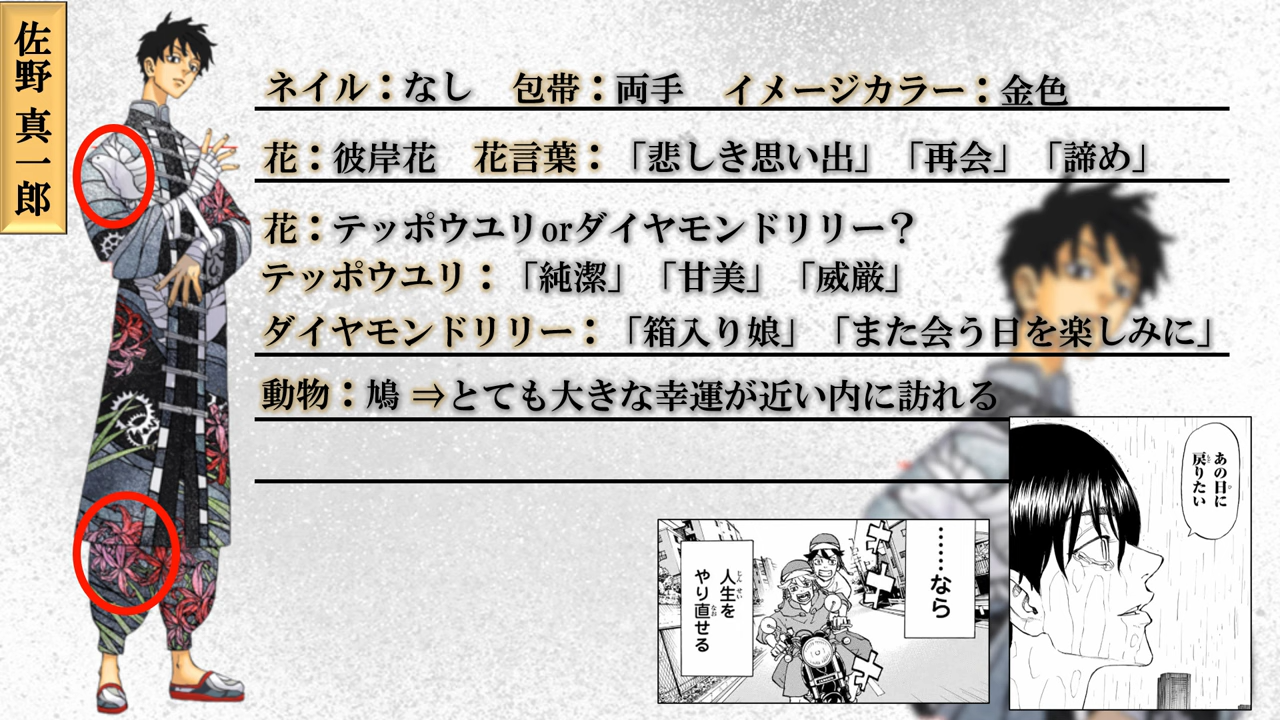 佐野 真一郎
ネイル：なし 包帯：両手 イメージカラー：金色
花：彼岸花 花言葉：「悲しき思い出」「再会」「諦め」
花：テッポウユリorダイヤモンドリリー？
テッポウユリ：「純潔」「甘美」「威厳」
ダイヤモンドリリー：「箱入り娘」「また会う日を楽しみに」
動物：鳩 ⇒とても大きな幸運が近い内に訪れる
あの日に
戻りたい
……なら
人生を
やり直せる